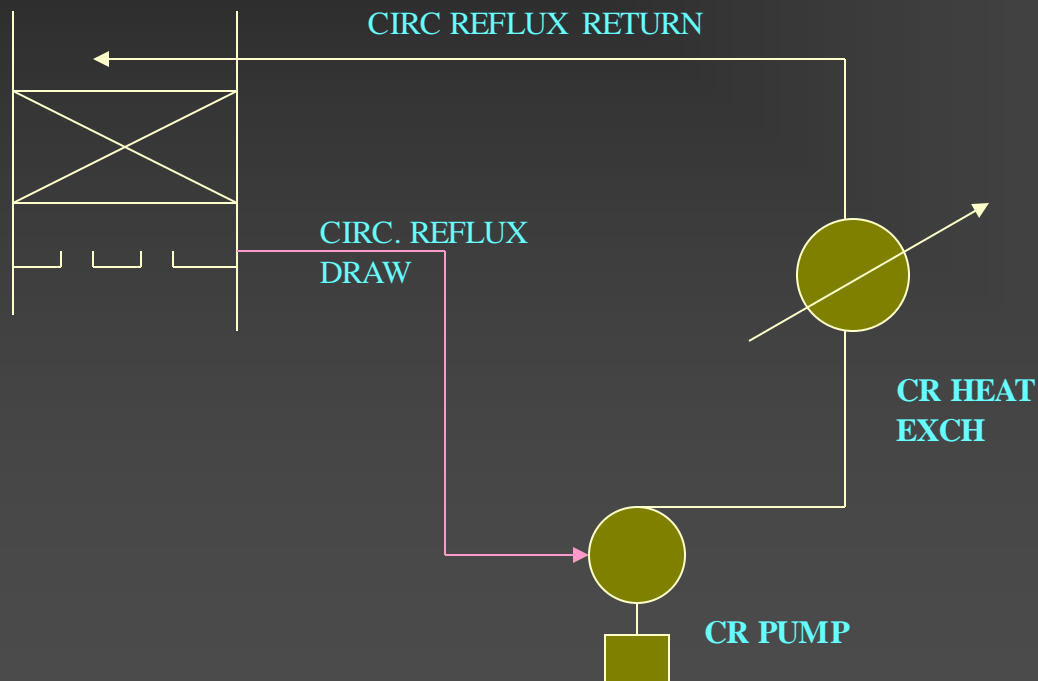 CIRC REFLUX RETURN
CIRC. REFLUX
DRAW
CR HEAT
EXCH
CR PUMP